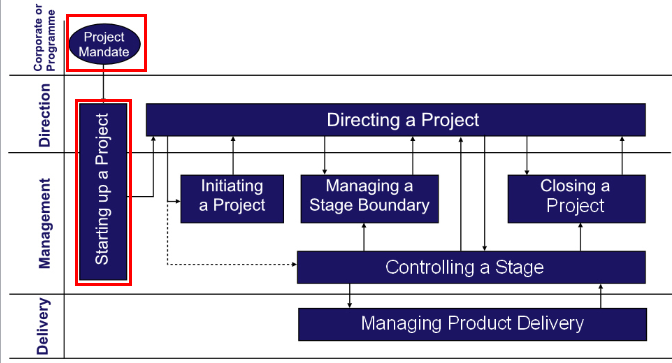 Corporate or
Programme
Project
Mandate
Direction
Starting up a Project
Directing a Project
Management
Initiating
a Project
Managing a
Stage Boundary
Closing a
Project
Controlling a Stage
Delivery
Managing Product Delivery